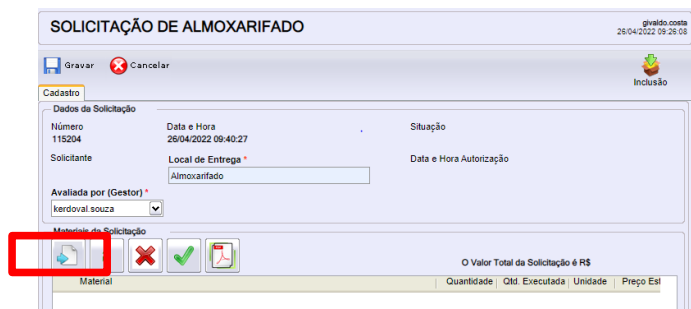 SOLICITAÇÃO DE ALMOXARIFADO
givaldo.costa
26/04/2022 09:26:08
Gravar Cancelar
Inclusão
Cadastro
Dados da Solicitação
Número Data e Hora Situação
115204 26/04/2022 09:40:27
Solicitante Local de Entrega * Data e Hora Autorização
Almoxarifado
Avaliada por (Gestor) *
kerdoval.souza
Materiais da Solicitação
O Valor Total da Solicitação é R$
Material Quantidade Qtd. Executada Unidade Preço Est